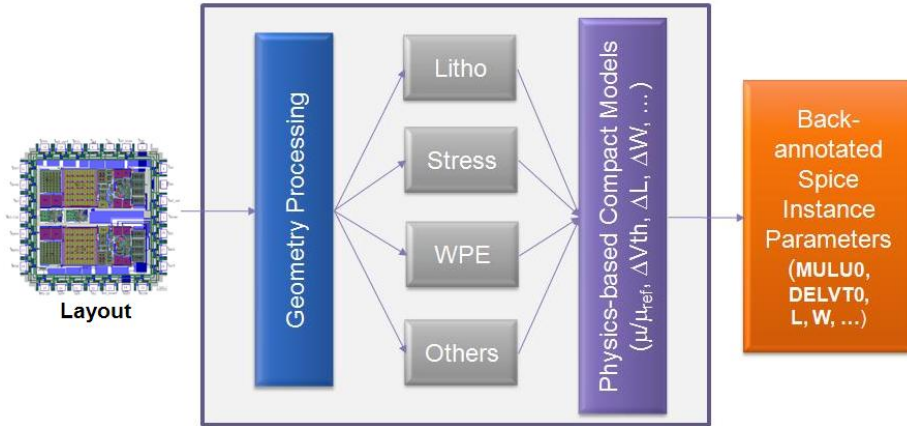 Layout
Geometry Processing
Litho
Stress
WPE
Others
Physics-based Compact Models
(μ/μref, ΔVth, ΔL, ΔW, ...)
Back-
annotated
Spice
Instance
Parameters
(MULU0,
DELVT0,
L, W, ...)